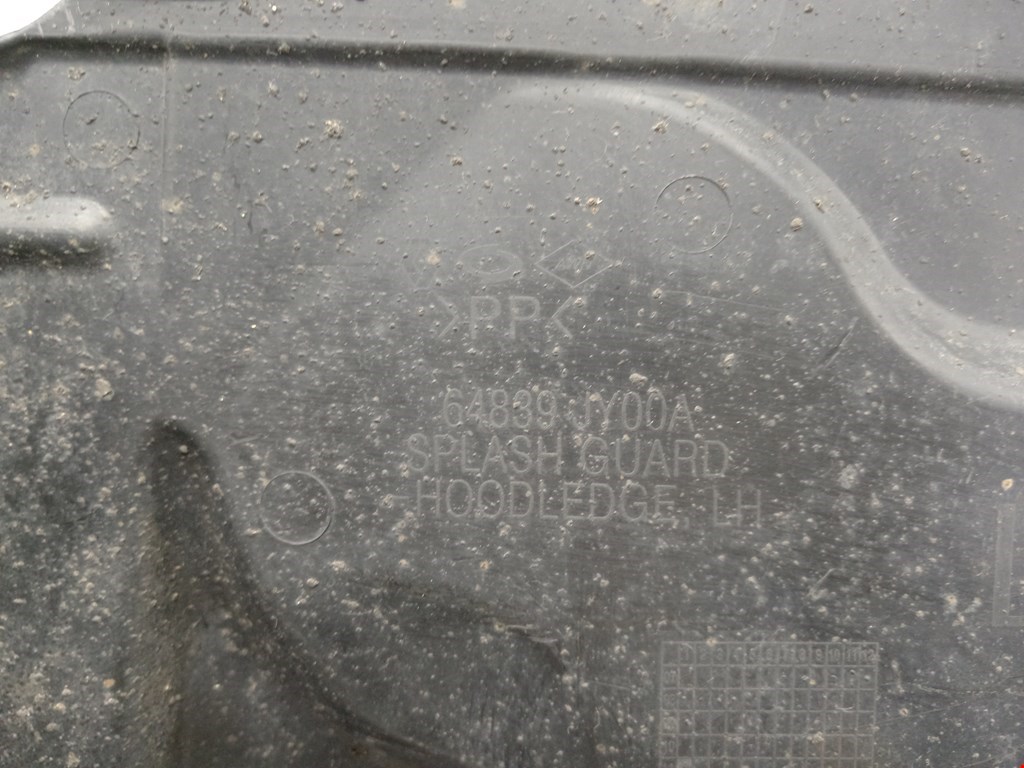 >PP<
64839 JY00A
SPLASH GUARD
HOODLEDGE, LH